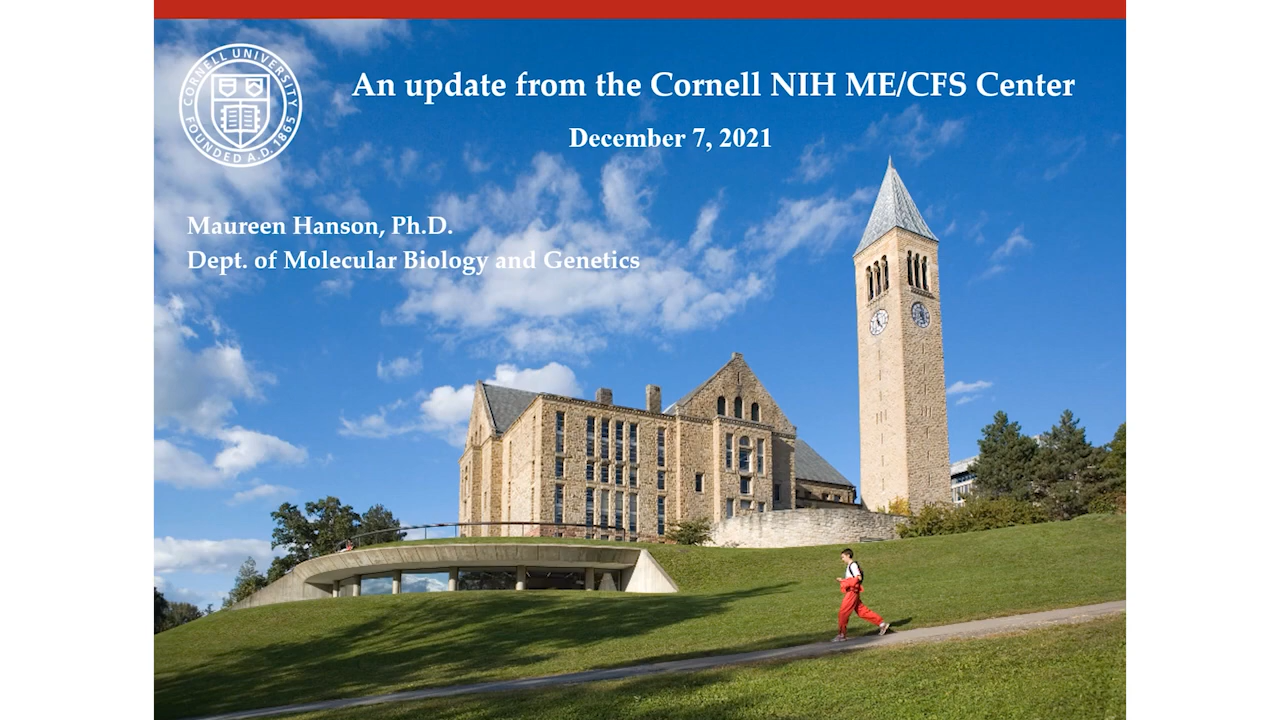 CORNELL UNIVERSITY
FOUNDED A.D. 1865
An update from the Cornell NIH ME/CFS Center
December 7, 2021
Maureen Hanson, Ph.D.
Dept. of Molecular Biology and Genetics